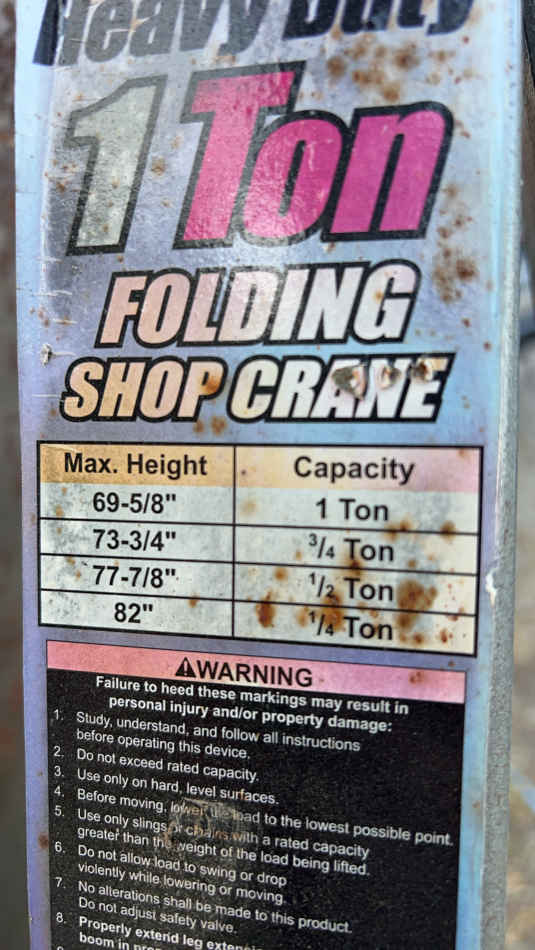 Heavy Duty
1 Ton
FOLDING
SHOP CRANE
Max. Height Capacity
69-5/8" 1 Ton
73-3/4" 3/4 Ton
77-7/8" 1/2 Ton
82" 1/4 Ton
⚠WARNING
Failure to heed these markings may result in
personal injury and/or property damage:
1. Study, understand, and follow all instructions
before operating this device.
2. Do not exceed rated capacity.
3. Use only on hard, level surfaces.
4. Before moving, lower the load to the lowest possible point.
5. Use only slings or chains with a rated capacity
greater than the weight of the load being lifted.
6. Do not allow load to swing or drop
violently while lowering or moving.
7. No alterations shall be made to this product.
Do not adjust safety valve.
8. Properly extend leg
boom in